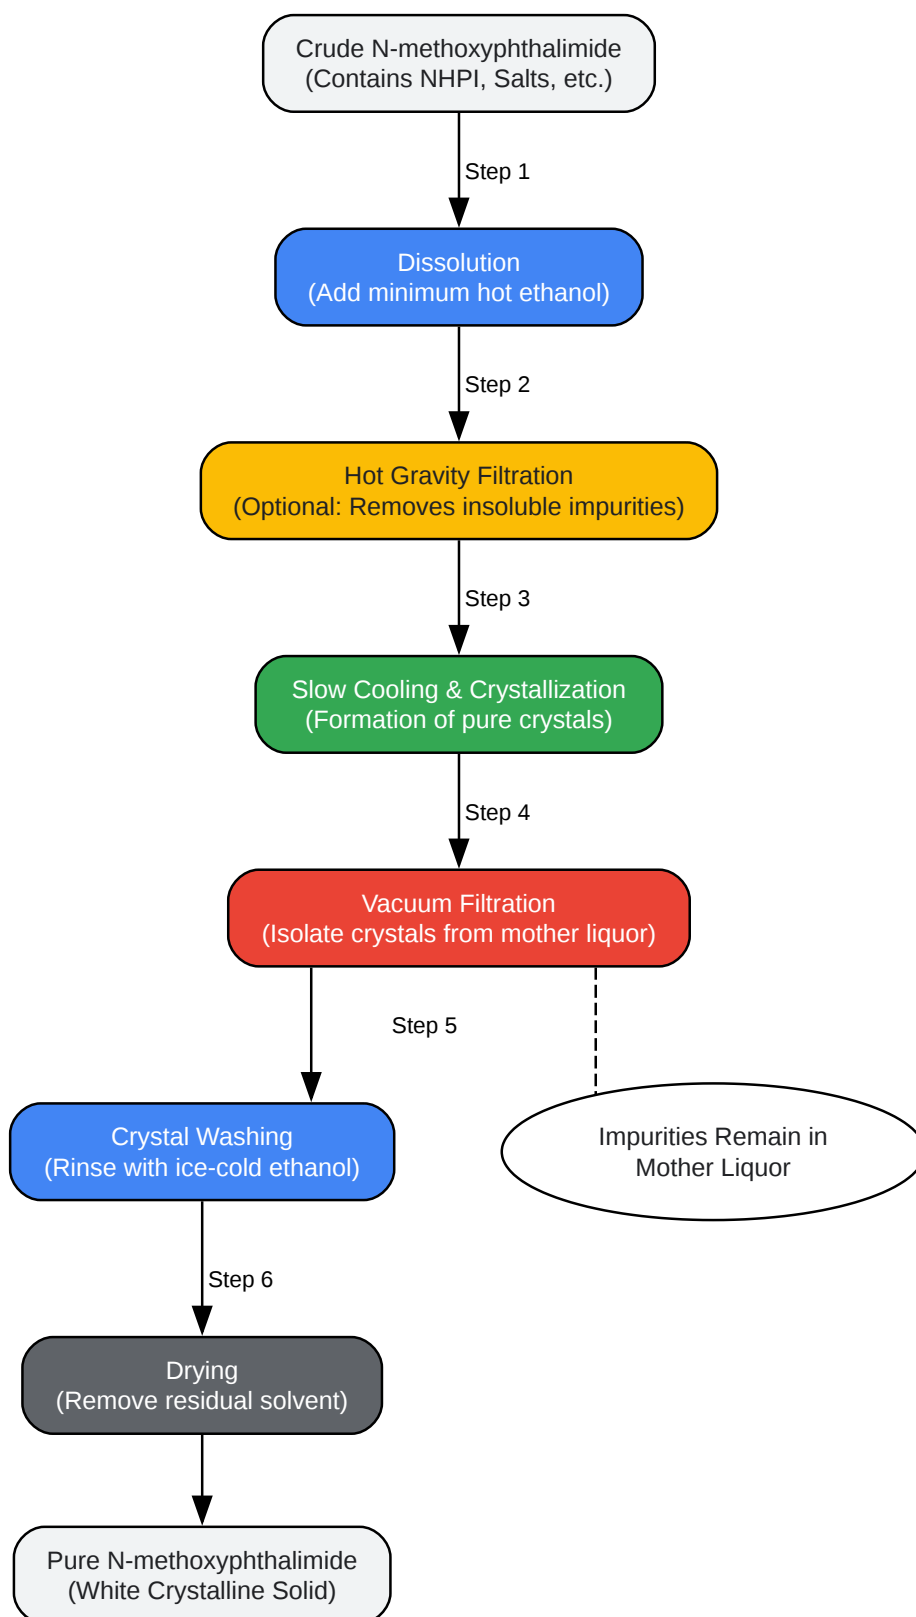 Crude N-methoxyphthalimide
(Contains NHPI, Salts, etc.)
Step 1
Dissolution
(Add minimum hot ethanol)
Step 2
Hot Gravity Filtration
(Optional: Removes insoluble impurities)
Step 3
Slow Cooling & Crystallization
(Formation of pure crystals)
Step 4
Vacuum Filtration
(Isolate crystals from mother liquor)
Step 5
Crystal Washing
(Rinse with ice-cold ethanol)
Impurities Remain in
Mother Liquor
Step 6
Drying
(Remove residual solvent)
Pure N-methoxyphthalimide
(White Crystalline Solid)